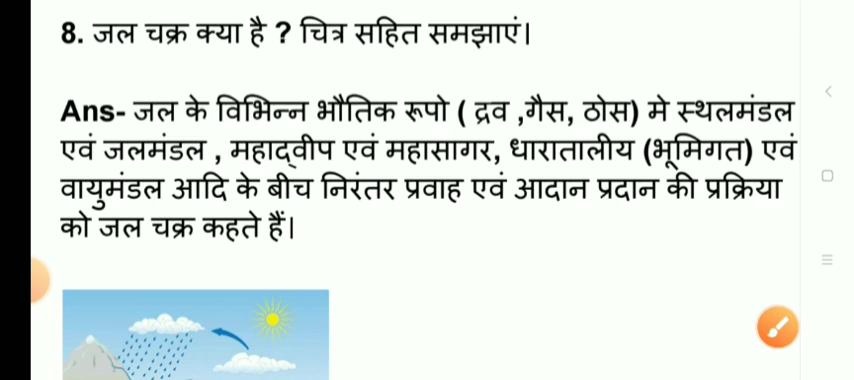 8. जल चक्र क्या है ? चित्र सहित समझाएं।
Ans- जल के विभिन्न भौतिक रूपो ( द्रव ,गैस, ठोस) मे स्थलमंडल
एवं जलमंडल , महाद्वीप एवं महासागर, धारातालीय (भूमिगत) एवं
वायुमंडल आदि के बीच निरंतर प्रवाह एवं आदान प्रदान की प्रक्रिया
को जल चक्र कहते हैं।